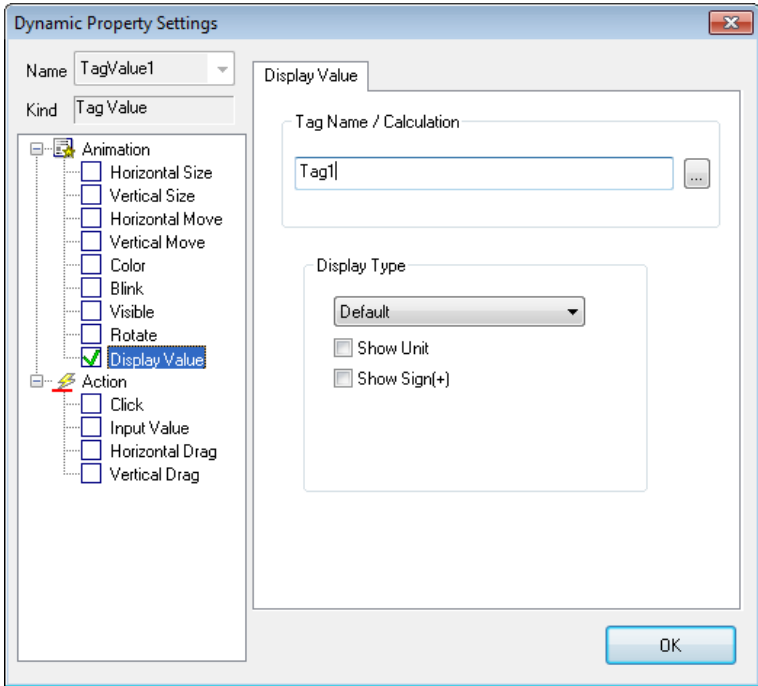 Dynamic Property Settings
Name TagValue1
Kind Tag Value
Animation
Horizontal Size
Vertical Size
Horizontal Move
Vertical Move
Color
Blink
Visible
Rotate
Display Value
Action
Click
Input Value
Horizontal Drag
Vertical Drag
Display Value
Tag Name / Calculation
Tag1
...
Display Type
Default
Show Unit
Show Sign(+)
OK